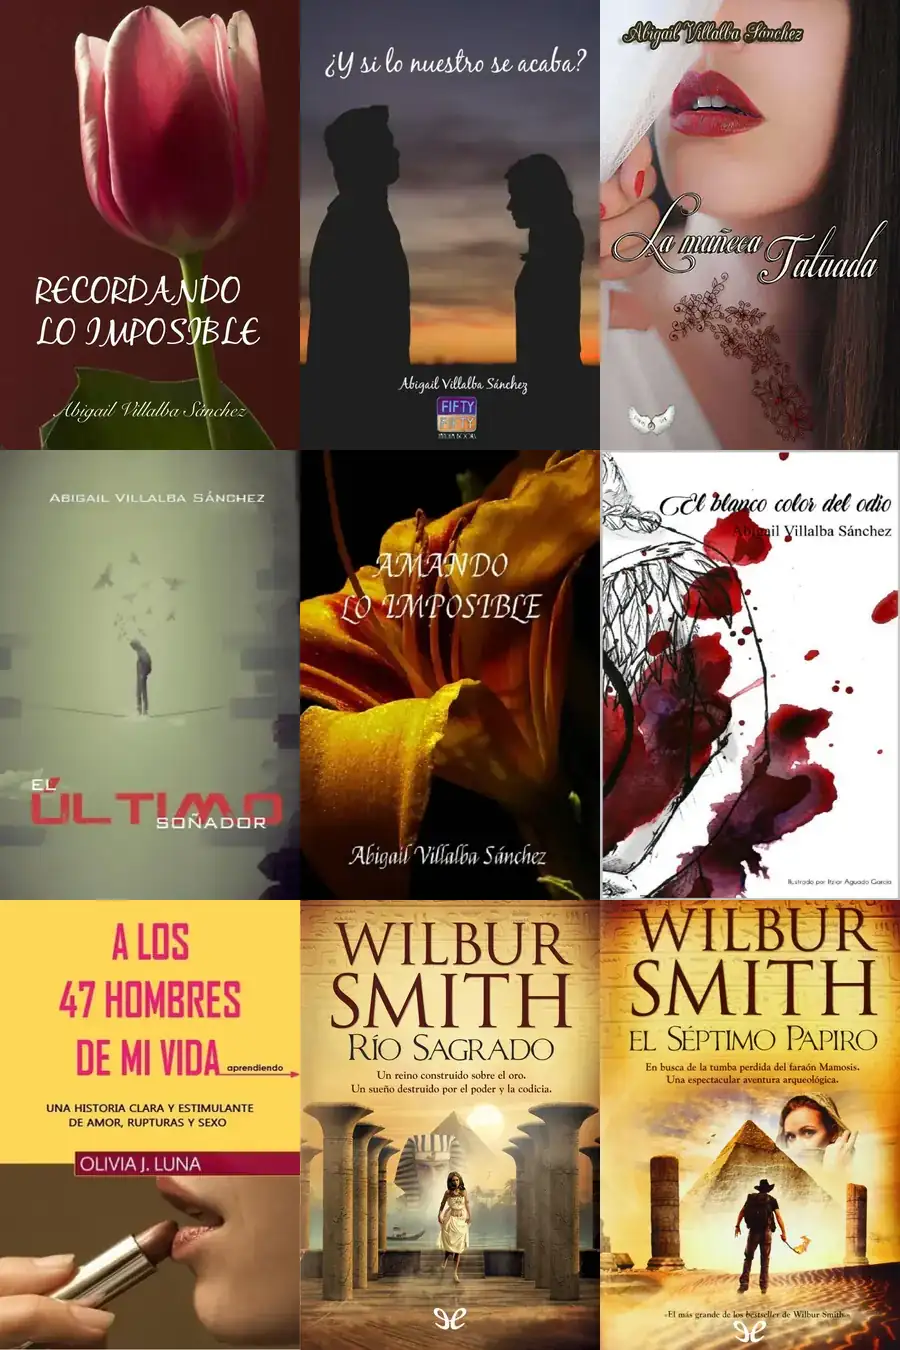 RECORDANDO
LO IMPOSIBLE
Abigail Villalba Sánchez
¿Y si lo nuestro se acaba?
Abigail Villalba Sánchez
FIFTY
FIFTY
Abigail Villalba Sánchez
La muñeca
Tatuada
ABIGAIL VILLALBA SÁNCHEZ
EL
ÚLTIMO
SOÑADOR
AMANDO
LO IMPOSIBLE
Abigail Villalba Sánchez
El blanco color del odio
Abigail Villalba Sánchez
Ilustrado por Itziar Aguado García
A LOS
47 HOMBRES
DE MI VIDA
aprendiendo
UNA HISTORIA CLARA Y ESTIMULANTE
DE AMOR, RUPTURAS Y SEXO
OLIVIA J. LUNA
WILBUR
SMITH
RÍO SAGRADO
Un reino construido sobre el oro.
Un sueño destruido por el poder y la codicia.
WILBUR
SMITH
EL SÉPTIMO PAPIRO
En busca de la tumba perdida del faraón Mamosis.
Una espectacular aventura arqueológica.
«El más grande de los bestseller de Wilbur Smith.»